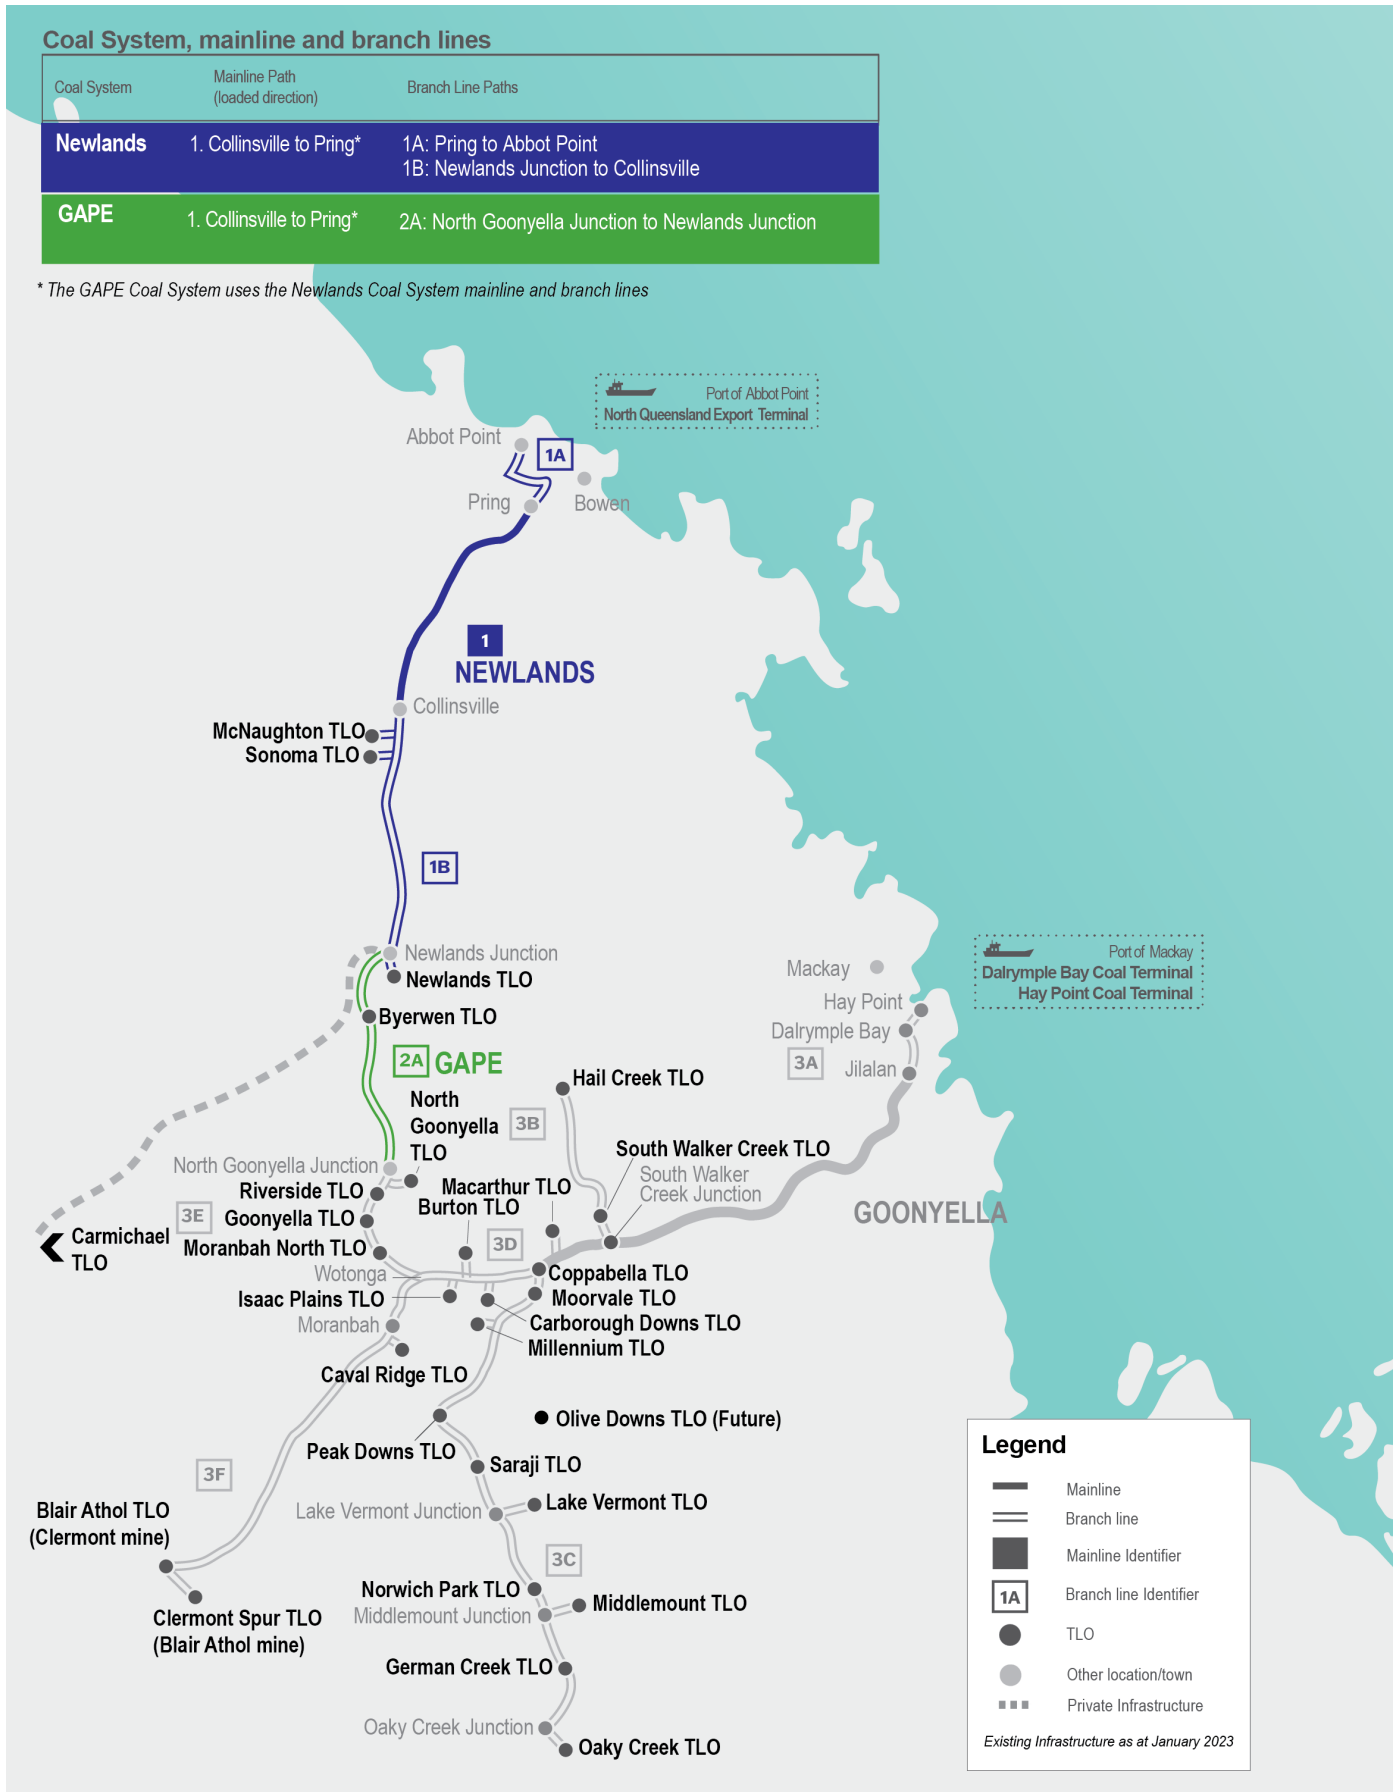 Coal System, mainline and branch lines
Coal System
Mainline Path
(loaded direction)
Branch Line Paths
Newlands
1. Collinsville to Pring*
1A: Pring to Abbot Point
1B: Newlands Junction to Collinsville
GAPE
1. Collinsville to Pring*
2A: North Goonyella Junction to Newlands Junction
* The GAPE Coal System uses the Newlands Coal System mainline and branch lines
Port of Abbot Point
North Queensland Export Terminal
Abbot Point
1A
Pring
Bowen
1
NEWLANDS
Collinsville
McNaughton TLO
Sonoma TLO
1B
Newlands Junction
Newlands TLO
Byerwen TLO
2A GAPE
Mackay
Port of Mackay
Dalrymple Bay Coal Terminal
Hay Point Coal Terminal
Hay Point
Dalrymple Bay
3A
Jilalan
Hail Creek TLO
North
Goonyella
TLO
3B
South Walker Creek TLO
South Walker
Creek Junction
North Goonyella Junction
Riverside TLO
Macarthur TLO
Burton TLO
3E
Goonyella TLO
GOONYELLA
Carmichael
TLO
Moranbah North TLO
3D
Wotonga
Coppabella TLO
Isaac Plains TLO
Moorvale TLO
Moranbah
Carborough Downs TLO
Millennium TLO
Caval Ridge TLO
Olive Downs TLO (Future)
Peak Downs TLO
Saraji TLO
3F
Lake Vermont TLO
Lake Vermont Junction
Blair Athol TLO
(Clermont mine)
3C
Norwich Park TLO
Middlemount TLO
Middlemount Junction
Clermont Spur TLO
(Blair Athol mine)
German Creek TLO
Oaky Creek Junction
Oaky Creek TLO
Legend
Mainline
Branch line
Mainline Identifier
1A
Branch line Identifier
TLO
Other location/town
Private Infrastructure
Existing Infrastructure as at January 2023